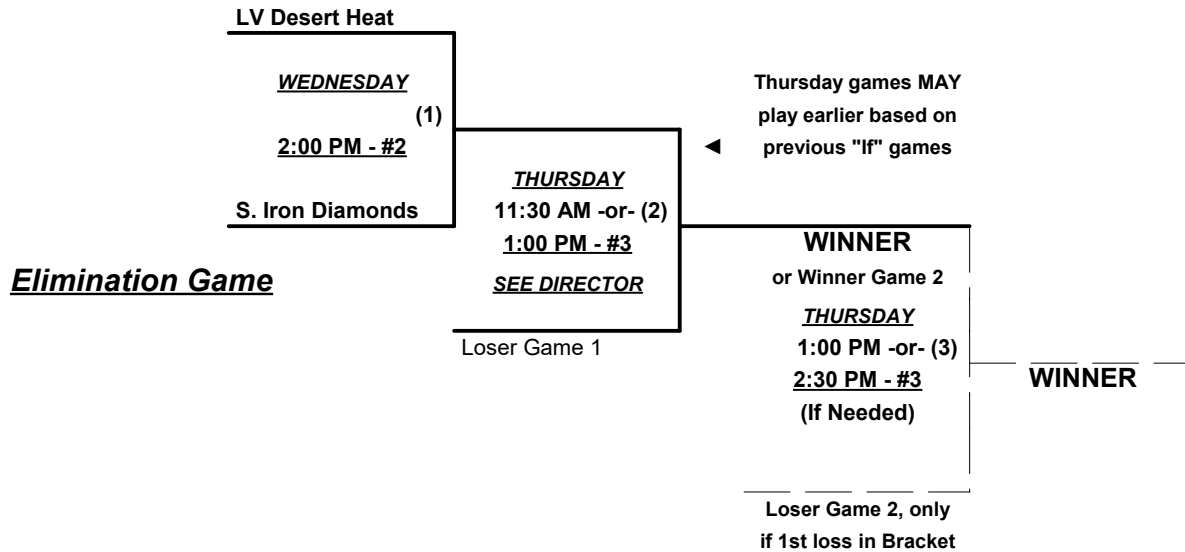 LV Desert Heat
WEDNESDAY
(1)
2:00 PM - #2
S. Iron Diamonds
Elimination Game
THURSDAY
11:30 AM -or- (2)
1:00 PM - #3
SEE DIRECTOR
Loser Game 1
Thursday games MAY
play earlier based on
◄ previous "If" games
WINNER
or Winner Game 2
THURSDAY
1:00 PM -or- (3)
2:30 PM - #3
(If Needed)
Loser Game 2, only
if 1st loss in Bracket
WINNER